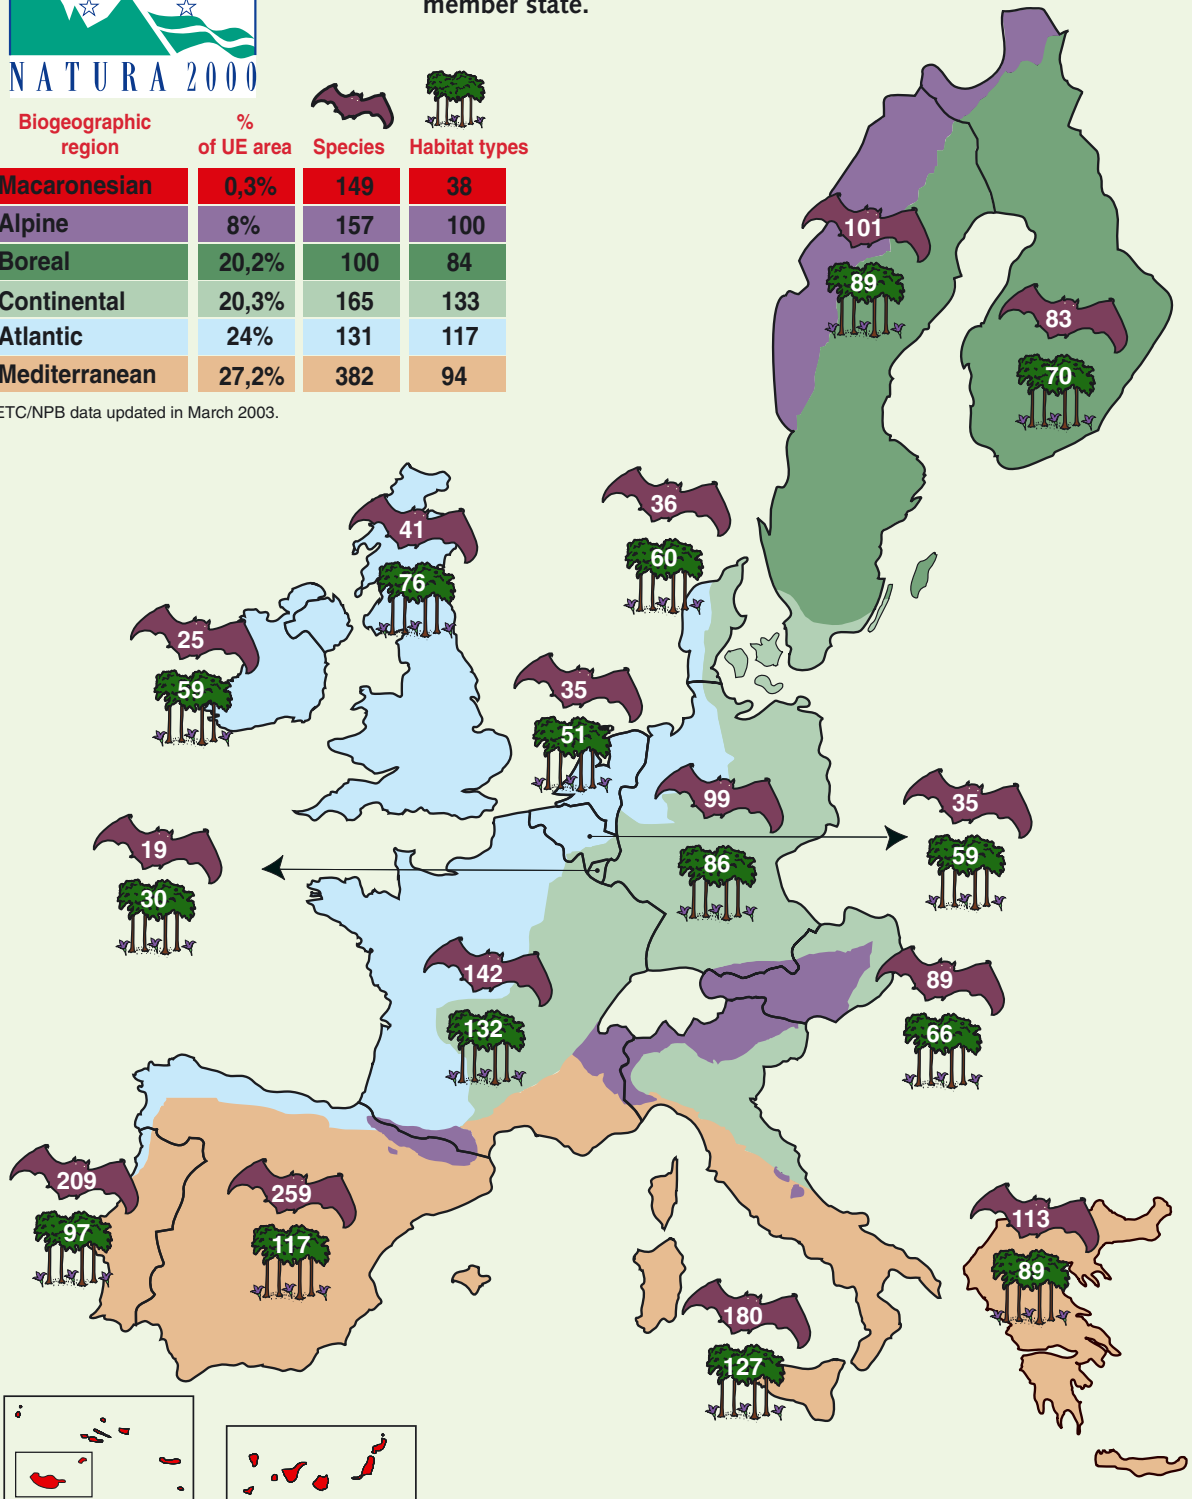 member state.
NATURA 2000
Biogeographic region
% of UE area
Species
Habitat types
Macaronesian 0,3% 149 38
Alpine 8% 157 100
Boreal 20,2% 100 84
Continental 20,3% 165 133
Atlantic 24% 131 117
Mediterranean 27,2% 382 94
ETC/NPB data updated in March 2003.
101
89
83
70
36
60
41
76
25
59
35
51
99
86
35
59
19
30
142
132
89
66
209
97
259
117
113
89
180
127